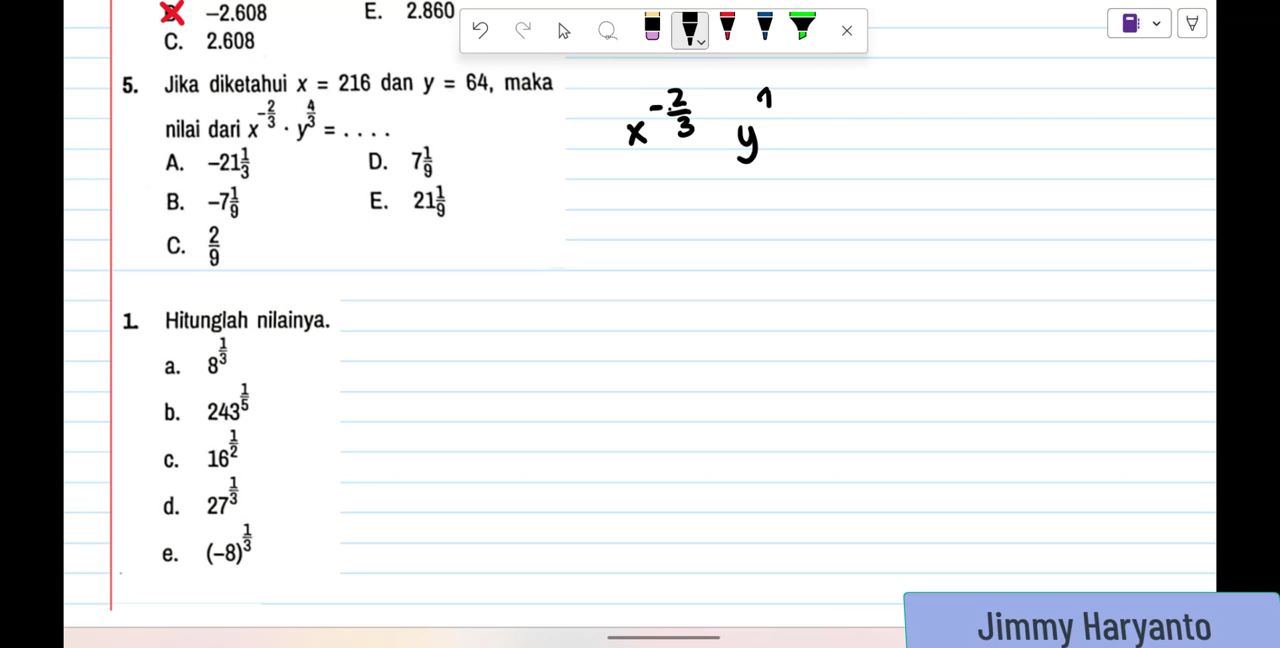 −2.608 E. 2.860
C. 2.608
5. Jika diketahui x = 216 dan y = 64, maka
nilai dari x^{-2/3} · y^{4/3} = . . . .
A. −21 1/3 D. 7 1/9
B. −7 1/9 E. 21 1/9
C. 2/9
x^{-2/3} y^1
1. Hitunglah nilainya.
a. 8^{1/3}
b. 243^{1/5}
c. 16^{1/2}
d. 27^{1/3}
e. (−8)^{1/3}
Jimmy Haryanto